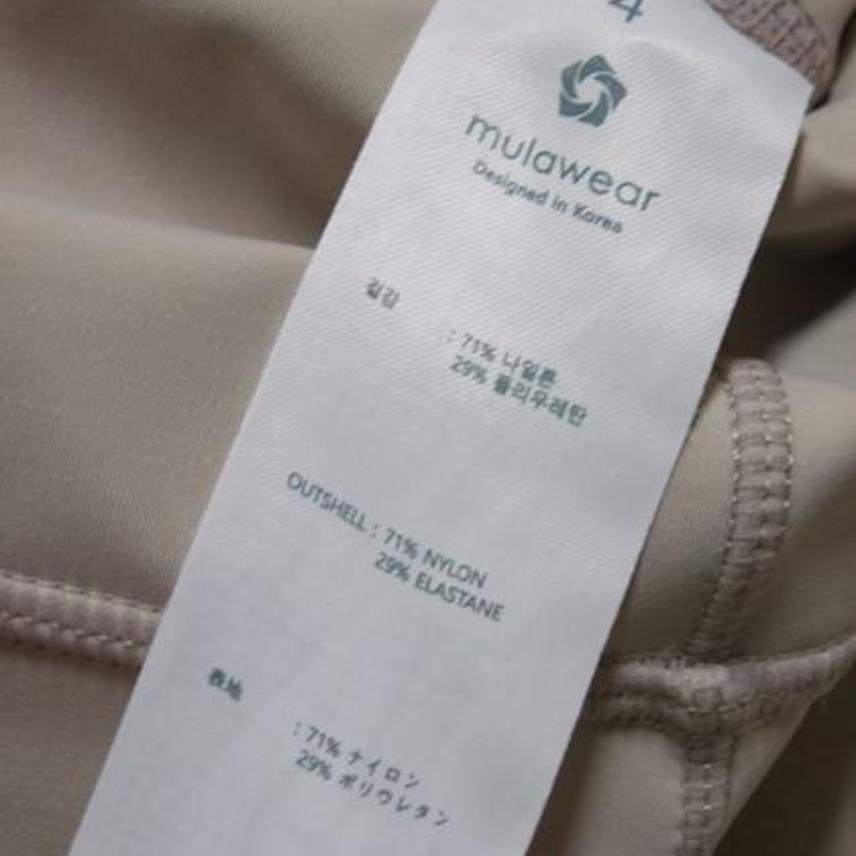 4
mulawear
Designed in Korea
겉감
: 71% 나일론
29% 폴리우레탄
OUTSHELL : 71% NYLON
29% ELASTANE
表地
: 71% ナイロン
29% ポリウレタン